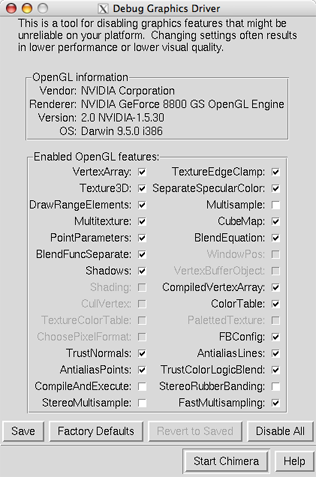 X Debug Graphics Driver
This is a tool for disabling graphics features that might be
unreliable on your platform.  Changing settings often results
in lower performance or lower visual quality.
OpenGL information
Vendor: NVIDIA Corporation
Renderer: NVIDIA GeForce 8800 GS OpenGL Engine
Version: 2.0 NVIDIA-1.5.30
OS: Darwin 9.5.0 i386
Enabled OpenGL features:
VertexArray: TextureEdgeClamp:
Texture3D: SeparateSpecularColor:
DrawRangeElements: Multisample:
Multitexture: CubeMap:
PointParameters: BlendEquation:
BlendFuncSeparate: WindowPos:
Shadows: VertexBufferObject:
Shading: CompiledVertexArray:
CullVertex: ColorTable:
TextureColorTable: PalettedTexture:
ChoosePixelFormat: FBConfig:
TrustNormals: AntialiasLines:
AntialiasPoints: TrustColorLogicBlend:
CompileAndExecute: StereoRubberBanding:
StereoMultisample: FastMultisampling:
Save Factory Defaults Revert to Saved Disable All
Start Chimera Help